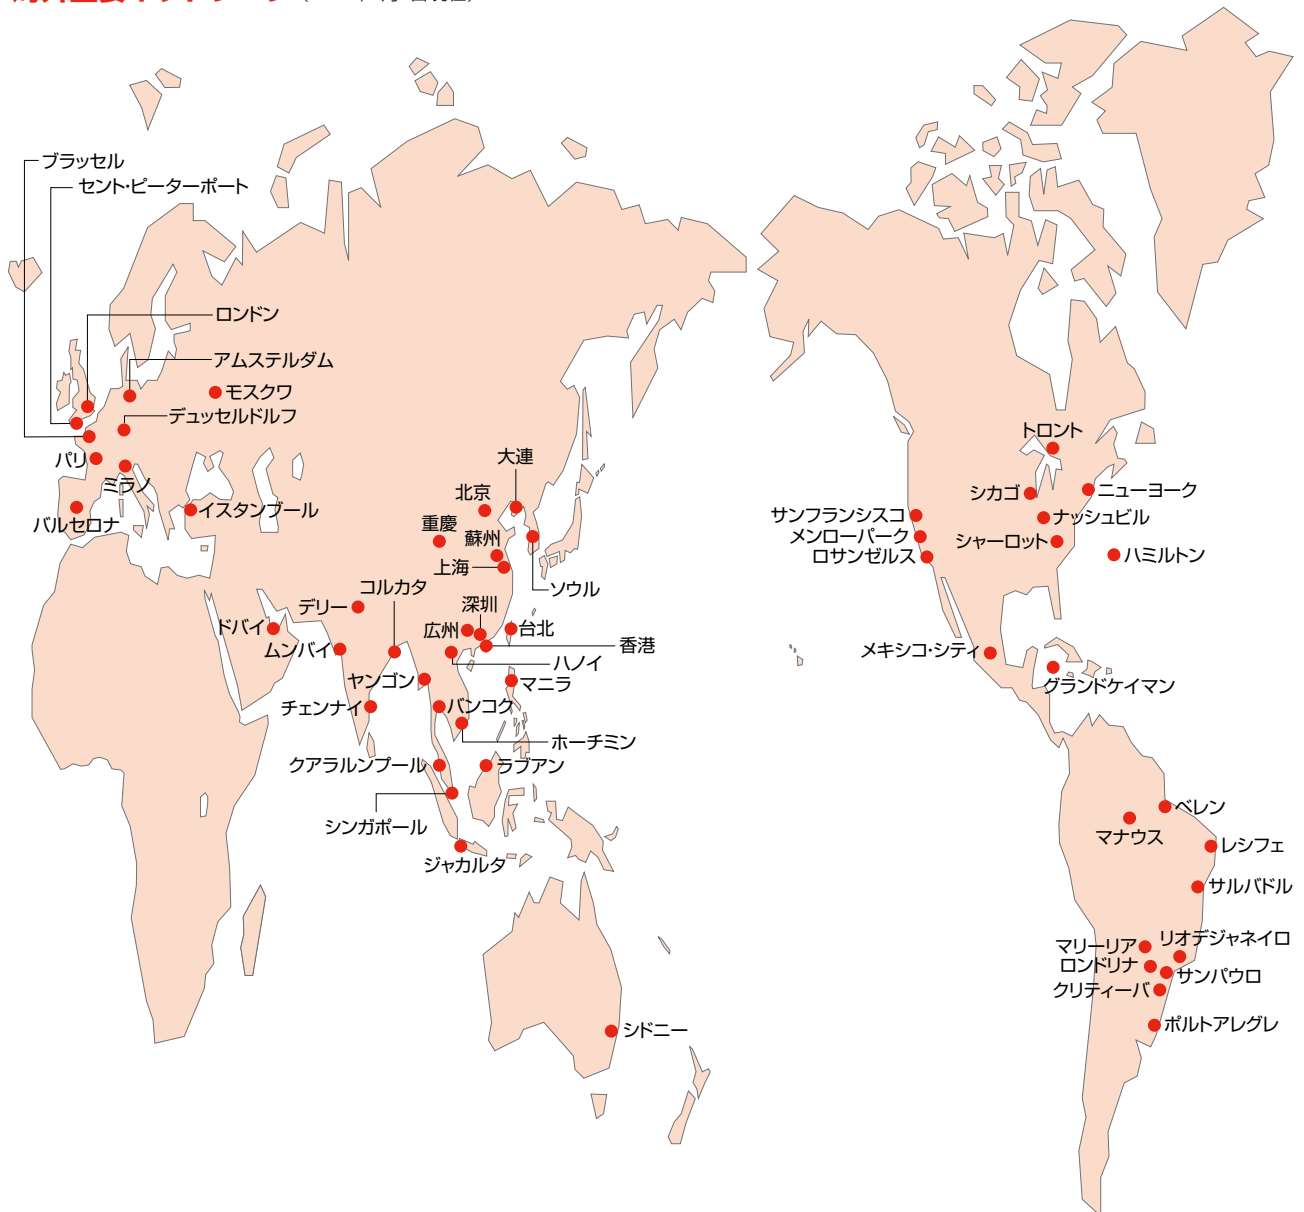 ブラッセル
セント・ピーターポート
ロンドン
アムステルダム
モスクワ
デュッセルドルフ
パリ
ミラノ
バルセロナ
イスタンブール
大連
北京
重慶
蘇州
上海
ソウル
コルカタ
デリー
深圳
ドバイ
広州
台北
ムンバイ
香港
ハノイ
ヤンゴン
マニラ
チェンナイ
バンコク
ホーチミン
クアラルンプール
ラブアン
シンガポール
ジャカルタ
シドニー
トロント
シカゴ
ニューヨーク
サンフランシスコ
ナッシュビル
メンローパーク
シャーロット
ロサンゼルス
ハミルトン
メキシコ・シティ
グランドケイマン
ベレン
マナウス
レシフェ
サルバドル
リオデジャネイロ
マリーリア
ロンドリナ
サンパウロ
クリティーバ
ポルトアレグレ